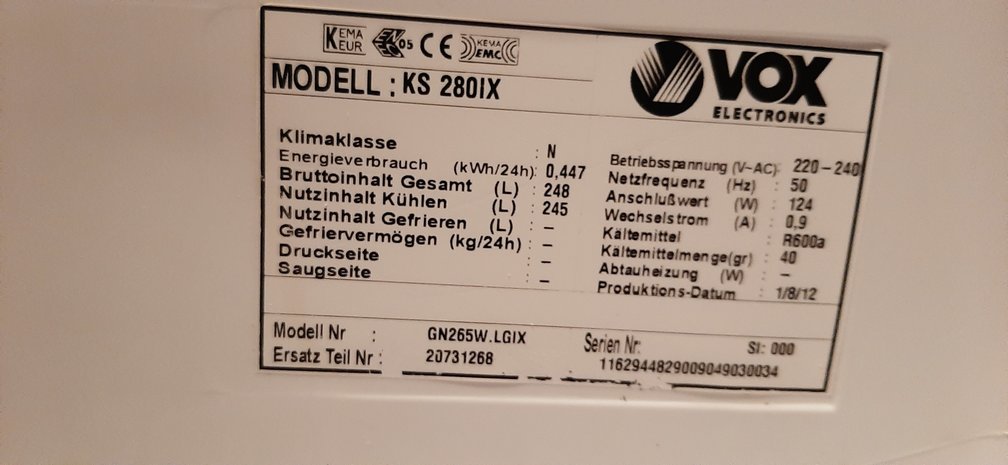 KEMA EUR 05 CE KEMA EMC
VOX
ELECTRONICS
MODELL : KS 280IX
Klimaklasse : N
Energieverbrauch (kWh/24h): 0,447
Bruttoinhalt Gesamt (L) : 248
Nutzinhalt Kühlen (L) : 245
Nutzinhalt Gefrieren (L) : –
Gefriervermögen (kg/24h) : –
Druckseite : –
Saugseite : –
Betriebsspannung (V~AC): 220–240
Netzfrequenz (Hz) : 50
Anschlußwert (W) : 124
Wechselstrom (A) : 0,9
Kältemittel : R600a
Kältemittelmenge(gr) : 40
Abtauheizung (W) : –
Produktions-Datum : 1/8/12
Modell Nr : GN265W.LGIX
Ersatz Teil Nr : 20731268
Serien Nr: SI: 000
1162944829009049030034